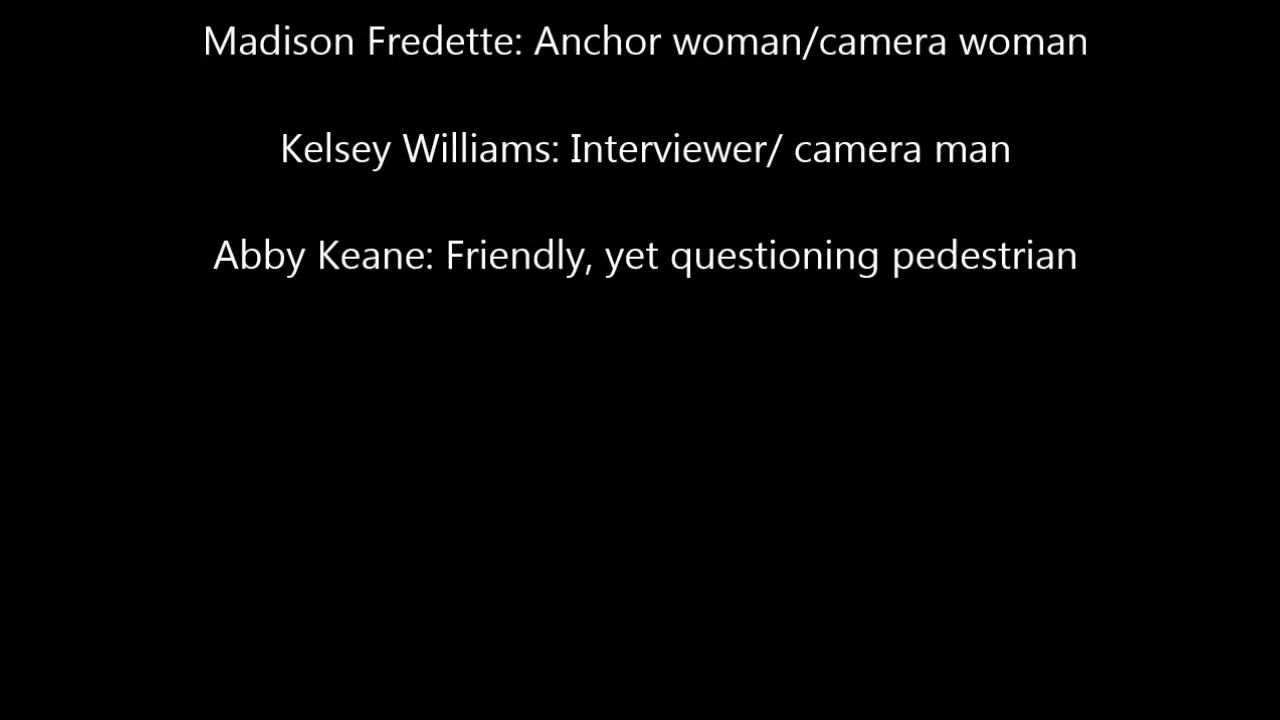 Madison Fredette: Anchor woman/camera woman
Kelsey Williams: Interviewer/ camera man
Abby Keane: Friendly, yet questioning pedestrian